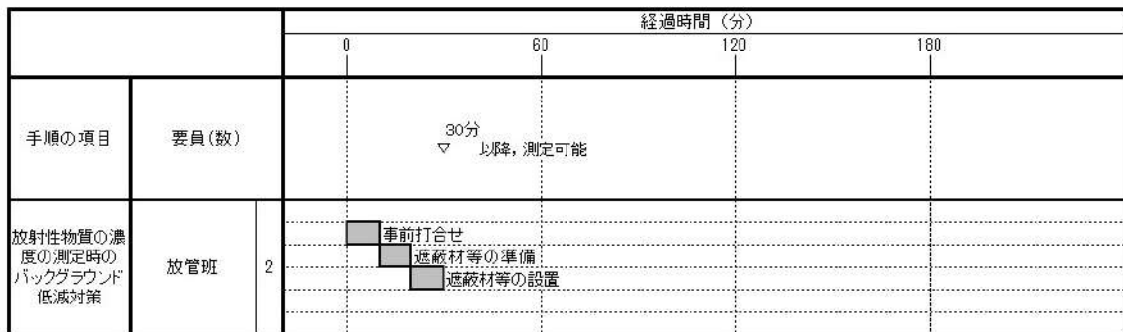 経過時間（分）
0 60 120 180
手順の項目 要員(数)
30分
▽ 以降，測定可能
放射性物質の濃
度の測定時の
バックグラウンド
低減対策
放管班 2
事前打合せ
遮蔽材等の準備
遮蔽材等の設置